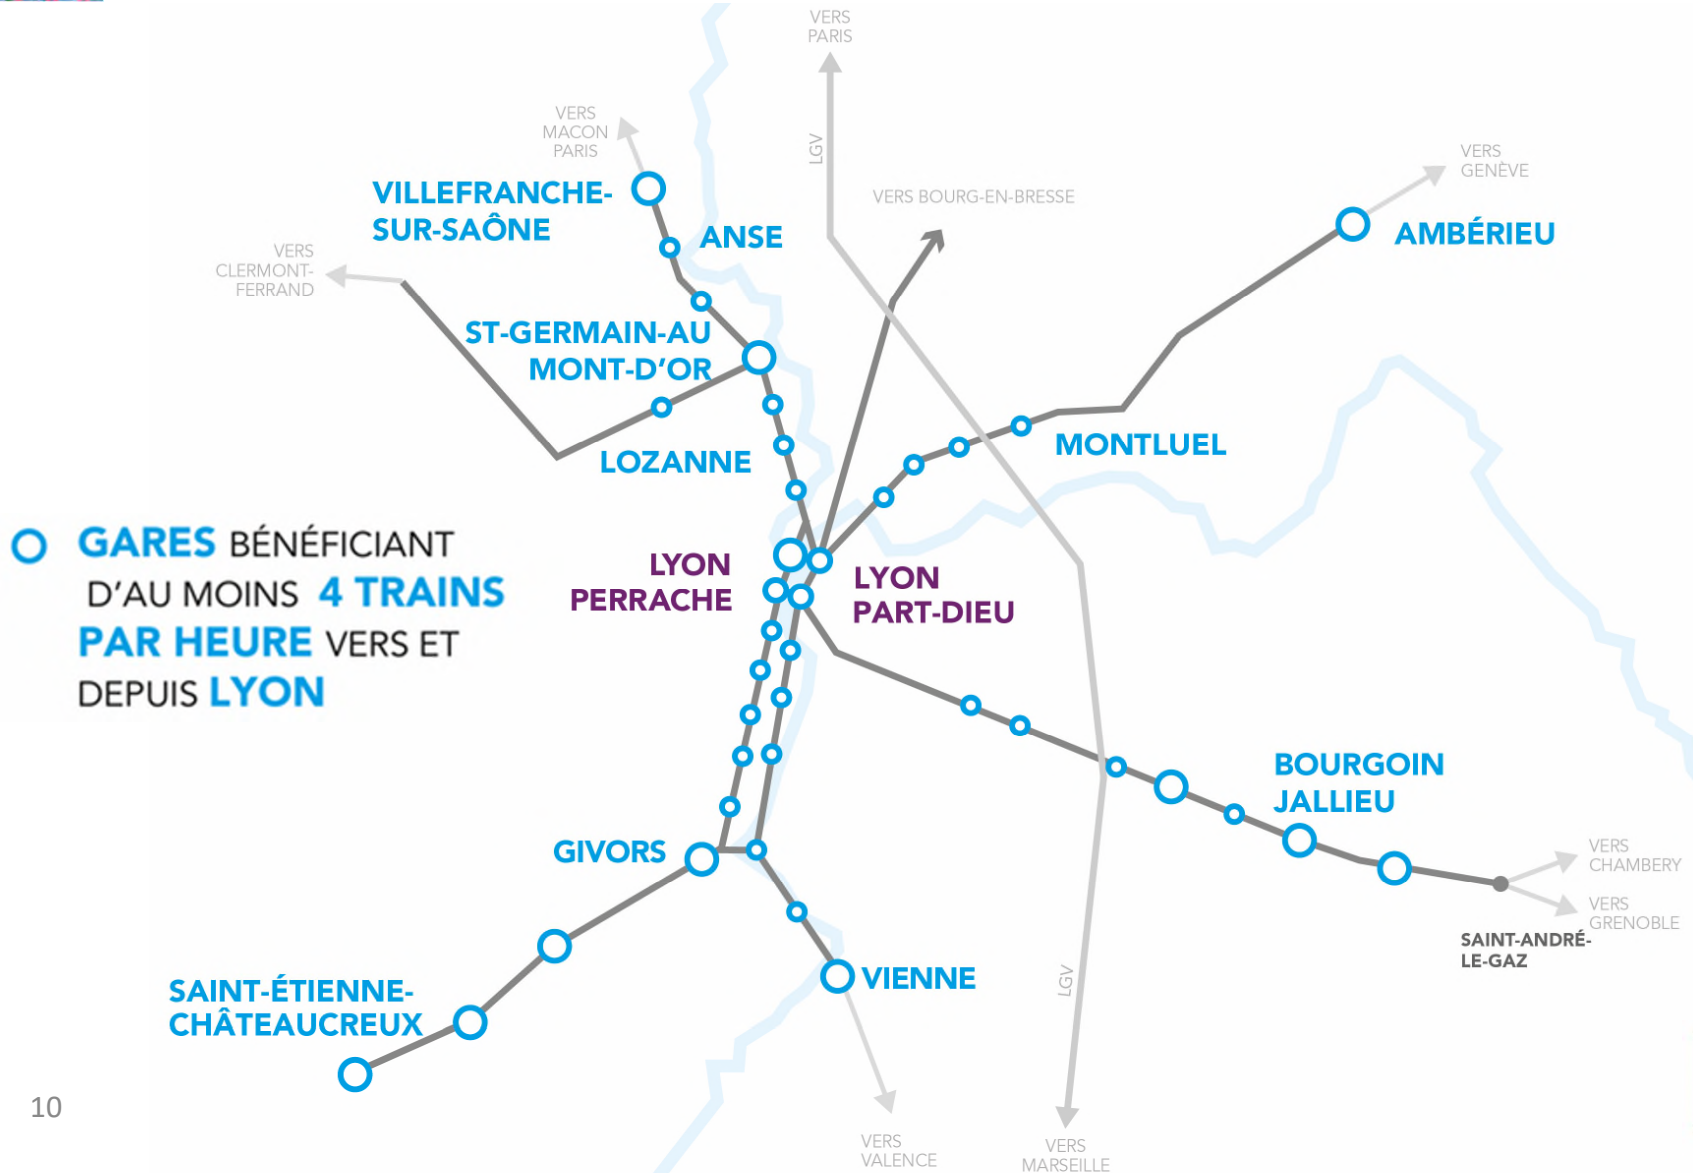 VERS
PARIS
LGV
VERS
MACON
PARIS
VERS
GENÈVE
VERS BOURG-EN-BRESSE
VILLEFRANCHE-
SUR-SAÔNE
ANSE
AMBÉRIEU
VERS
CLERMONT-
FERRAND
ST-GERMAIN-AU
MONT-D'OR
LOZANNE
MONTLUEL
GARES BÉNÉFICIANT
D'AU MOINS 4 TRAINS
PAR HEURE VERS ET
DEPUIS LYON
LYON
PERRACHE
LYON
PART-DIEU
BOURGOIN
JALLIEU
GIVORS
VERS
CHAMBERY
VERS
GRENOBLE
SAINT-ANDRÉ-
LE-GAZ
SAINT-ÉTIENNE-
CHÂTEAUCREUX
VIENNE
LGV
10
VERS
VALENCE
VERS
MARSEILLE